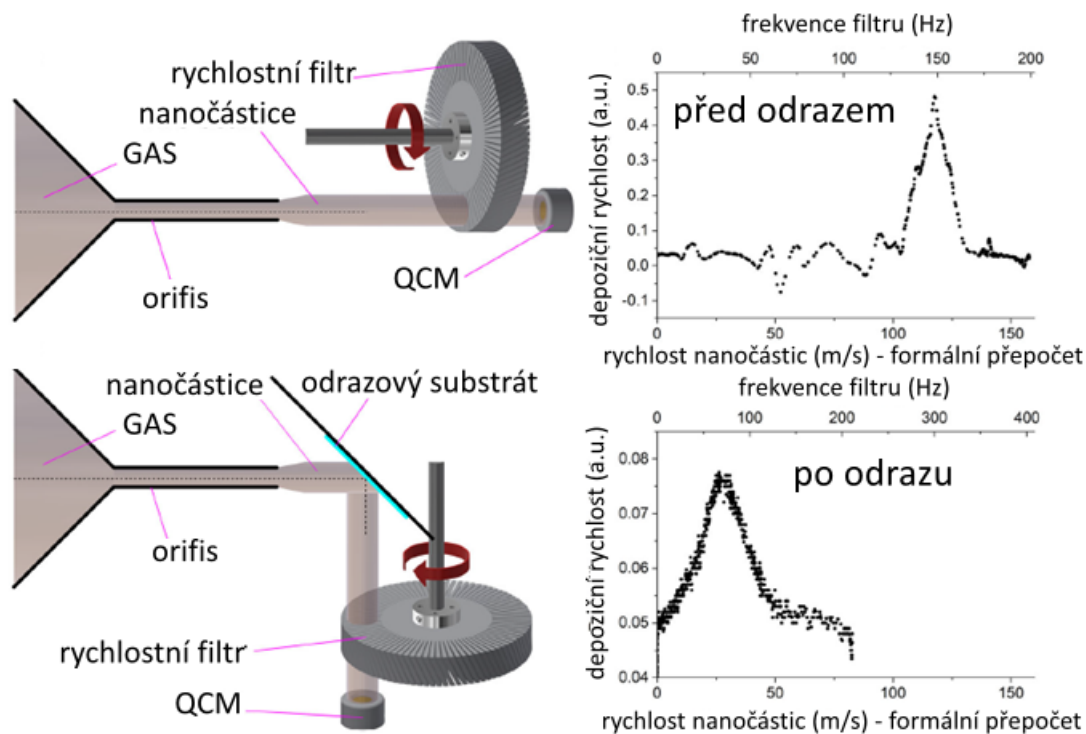 rychlostní filtr
nanočástice
GAS
orifis
QCM
frekvence filtru (Hz)
0 50 100 150 200
před odrazem
depoziční rychlost (a.u.)
0.5
0.4
0.3
0.2
0.1
0.0
-0.1
0 50 100 150
rychlost nanočástic (m/s) - formální přepočet
nanočástice
odrazový substrát
GAS
orifis
rychlostní filtr
QCM
frekvence filtru (Hz)
0 100 200 300 400
po odrazu
depoziční rychlost (a.u.)
0.08
0.07
0.06
0.05
0.04
0 50 100 150
rychlost nanočástic (m/s) - formální přepočet